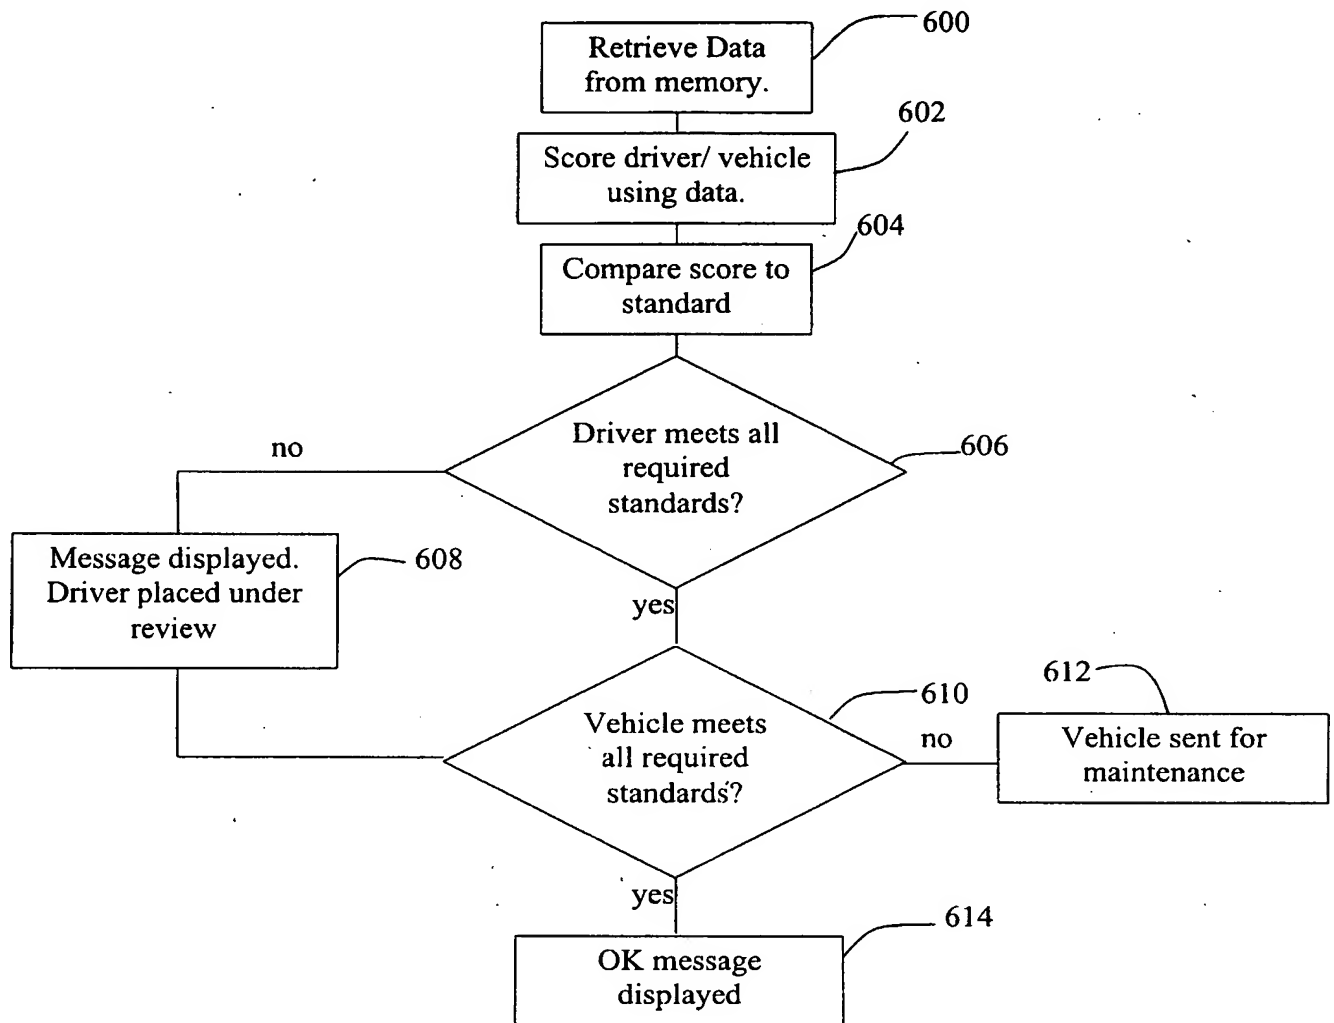 600
Retrieve Data
from memory.
602
Score driver/ vehicle
using data.
604
Compare score to
standard
Driver meets all
required
standards?
606
no
Message displayed.
Driver placed under
review
608
yes
Vehicle meets
all required
standards?
610
no
612
Vehicle sent for
maintenance
yes
614
OK message
displayed